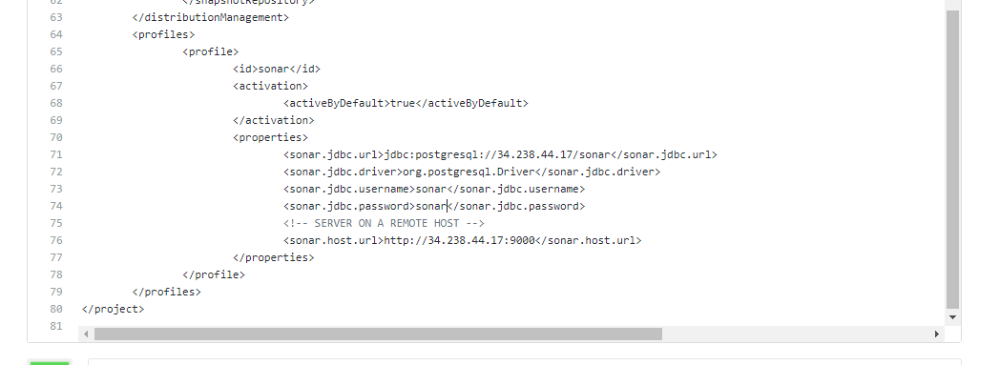 62 </snapshotRepository>
63 </distributionManagement>
64 <profiles>
65 <profile>
66 <id>sonar</id>
67 <activation>
68 <activeByDefault>true</activeByDefault>
69 </activation>
70 <properties>
71 <sonar.jdbc.url>jdbc:postgresql://34.238.44.17/sonar</sonar.jdbc.url>
72 <sonar.jdbc.driver>org.postgresql.Driver</sonar.jdbc.driver>
73 <sonar.jdbc.username>sonar</sonar.jdbc.username>
74 <sonar.jdbc.password>sonar</sonar.jdbc.password>
75 <!-- SERVER ON A REMOTE HOST -->
76 <sonar.host.url>http://34.238.44.17:9000</sonar.host.url>
77 </properties>
78 </profile>
79 </profiles>
80 </project>
81